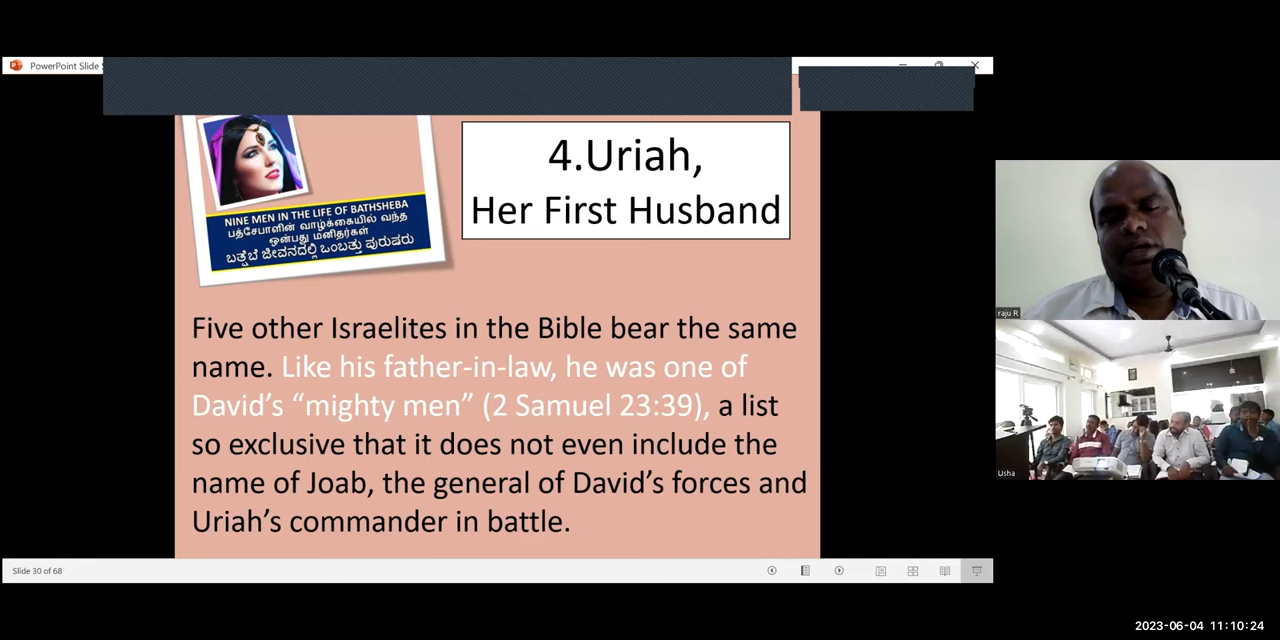 PowerPoint Slide S
NINE MEN IN THE LIFE OF BATHSHEBA
பத்சேபாளின் வாழ்க்கையில் வந்த
ஒன்பது மனிதர்கள்
ಬತ್ಷೆಬೆ ಜೀವನದಲ್ಲಿ ಒಂಬತ್ತು ಪುರುಷರು
4.Uriah,
Her First Husband
Five other Israelites in the Bible bear the same
name. Like his father-in-law, he was one of
David’s “mighty men” (2 Samuel 23:39), a list
so exclusive that it does not even include the
name of Joab, the general of David’s forces and
Uriah’s commander in battle.
Slide 30 of 68
raju R
Usha
2023-06-04 11:10:24